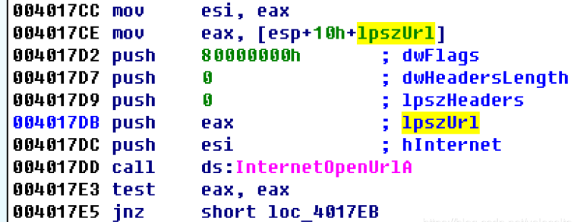 004017CC mov esi, eax
004017CE mov eax, [esp+10h+lpszUrl]
004017D2 push 80000000h ; dwFlags
004017D7 push 0 ; dwHeadersLength
004017D9 push 0 ; lpszHeaders
004017DB push eax ; lpszUrl
004017DC push esi ; hInternet
004017DD call ds:InternetOpenUrlA
004017E3 test eax, eax
004017E5 jnz short loc_4017EB